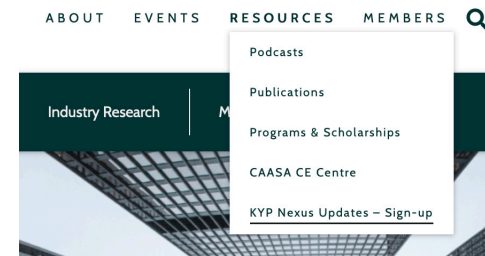 ABOUT EVENTS RESOURCES MEMBERS
Podcasts
Publications
Industry Research
Programs & Scholarships
CAASA CE Centre
KYP Nexus Updates – Sign-up